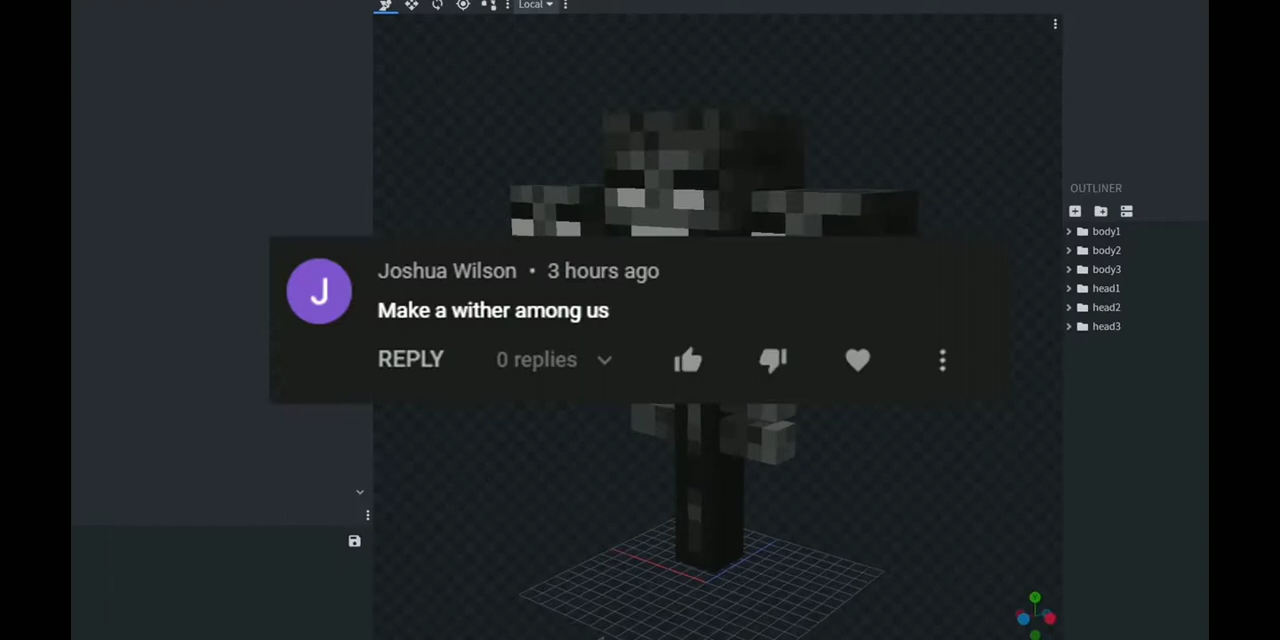 Local
OUTLINER
body1
body2
body3
head1
head2
head3
J
Joshua Wilson • 3 hours ago
Make a wither among us
REPLY 0 replies
Y